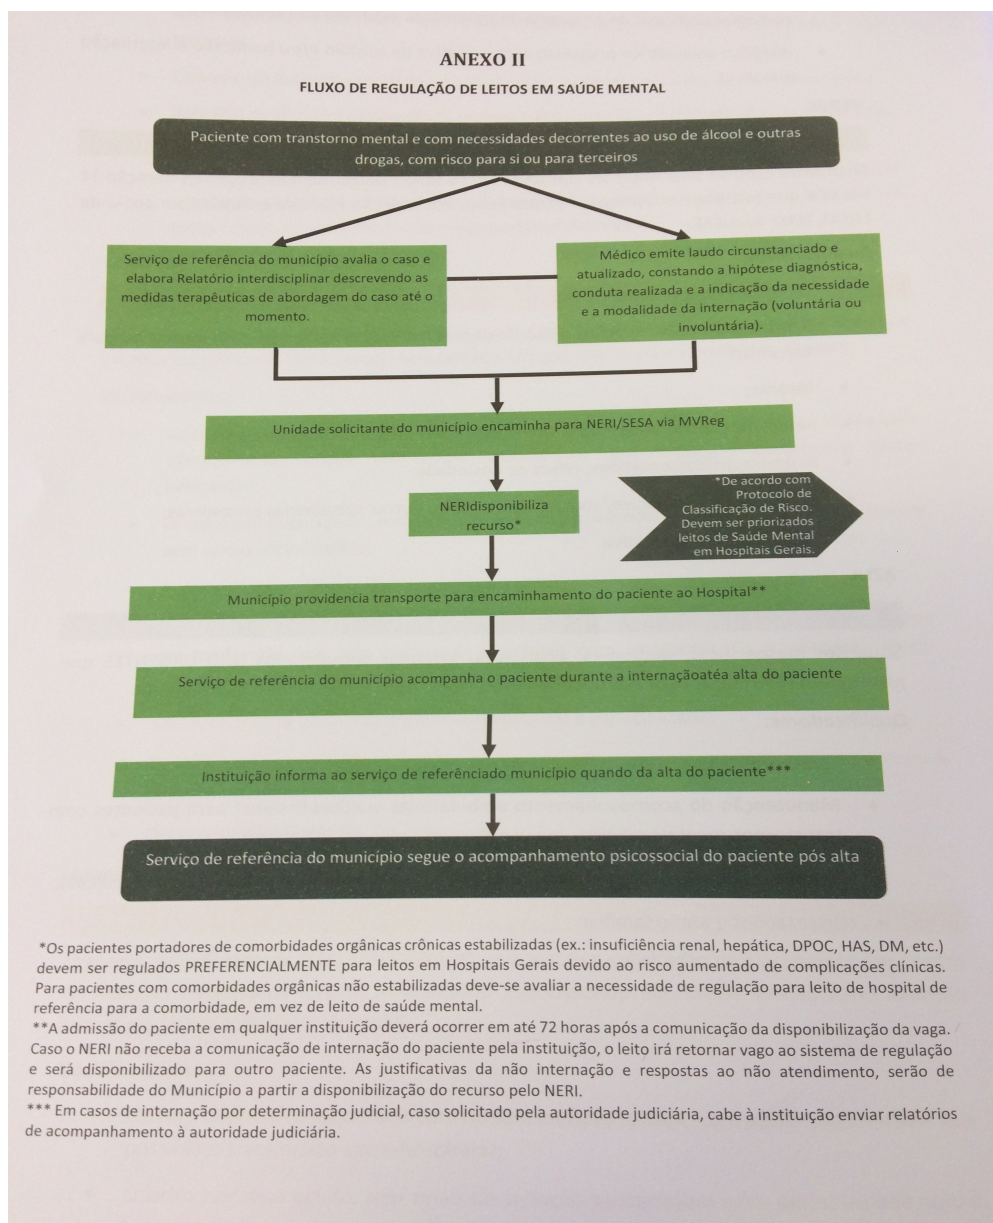 ANEXO II
FLUXO DE REGULAÇÃO DE LEITOS EM SAÚDE MENTAL
Paciente com transtorno mental e com necessidades decorrentes ao uso de álcool e outras
drogas, com risco para si ou para terceiros
Serviço de referência do município avalia o caso e
elabora Relatório interdisciplinar descrevendo as
medidas terapêuticas de abordagem do caso até o
momento.
Médico emite laudo circunstanciado e
atualizado, constando a hipótese diagnóstica,
conduta realizada e a indicação da necessidade
e a modalidade da internação (voluntária ou
involuntária).
Unidade solicitante do município encaminha para NERI/SESA via MVReg
NERIdisponibiliza
recurso*
*De acordo com
Protocolo de
Classificação de Risco.
Devem ser priorizados
leitos de Saúde Mental
em Hospitais Gerais.
Município providencia transporte para encaminhamento do paciente ao Hospital**
Serviço de referência do município acompanha o paciente durante a internaçãoatéa alta do paciente
Instituição informa ao serviço de referênciado município quando da alta do paciente***
Serviço de referência do município segue o acompanhamento psicossocial do paciente pós alta
*Os pacientes portadores de comorbidades orgânicas crônicas estabilizadas (ex.: insuficiência renal, hepática, DPOC, HAS, DM, etc.)
devem ser regulados PREFERENCIALMENTE para leitos em Hospitais Gerais devido ao risco aumentado de complicações clínicas.
Para pacientes com comorbidades orgânicas não estabilizadas deve-se avaliar a necessidade de regulação para leito de hospital de
referência para a comorbidade, em vez de leito de saúde mental.
**A admissão do paciente em qualquer instituição deverá ocorrer em até 72 horas após a comunicação da disponibilização da vaga.
Caso o NERI não receba a comunicação de internação do paciente pela instituição, o leito irá retornar vago ao sistema de regulação
e será disponibilizado para outro paciente. As justificativas da não internação e respostas ao não atendimento, serão de
responsabilidade do Município a partir a disponibilização do recurso pelo NERI.
*** Em casos de internação por determinação judicial, caso solicitado pela autoridade judiciária, cabe à instituição enviar relatórios
de acompanhamento à autoridade judiciária.